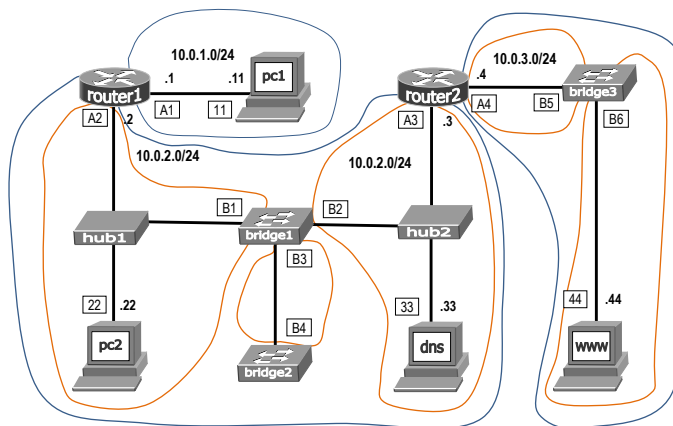 10.0.1.0/24
10.0.3.0/24
.1
.11
pc1
.4
router1
A1
11
router2
A4
B5
bridge3
A2
.2
A3
.3
B6
10.0.2.0/24
10.0.2.0/24
B1
B2
hub1
bridge1
hub2
B3
22
.22
B4
33
.33
44
.44
pc2
bridge2
dns
www